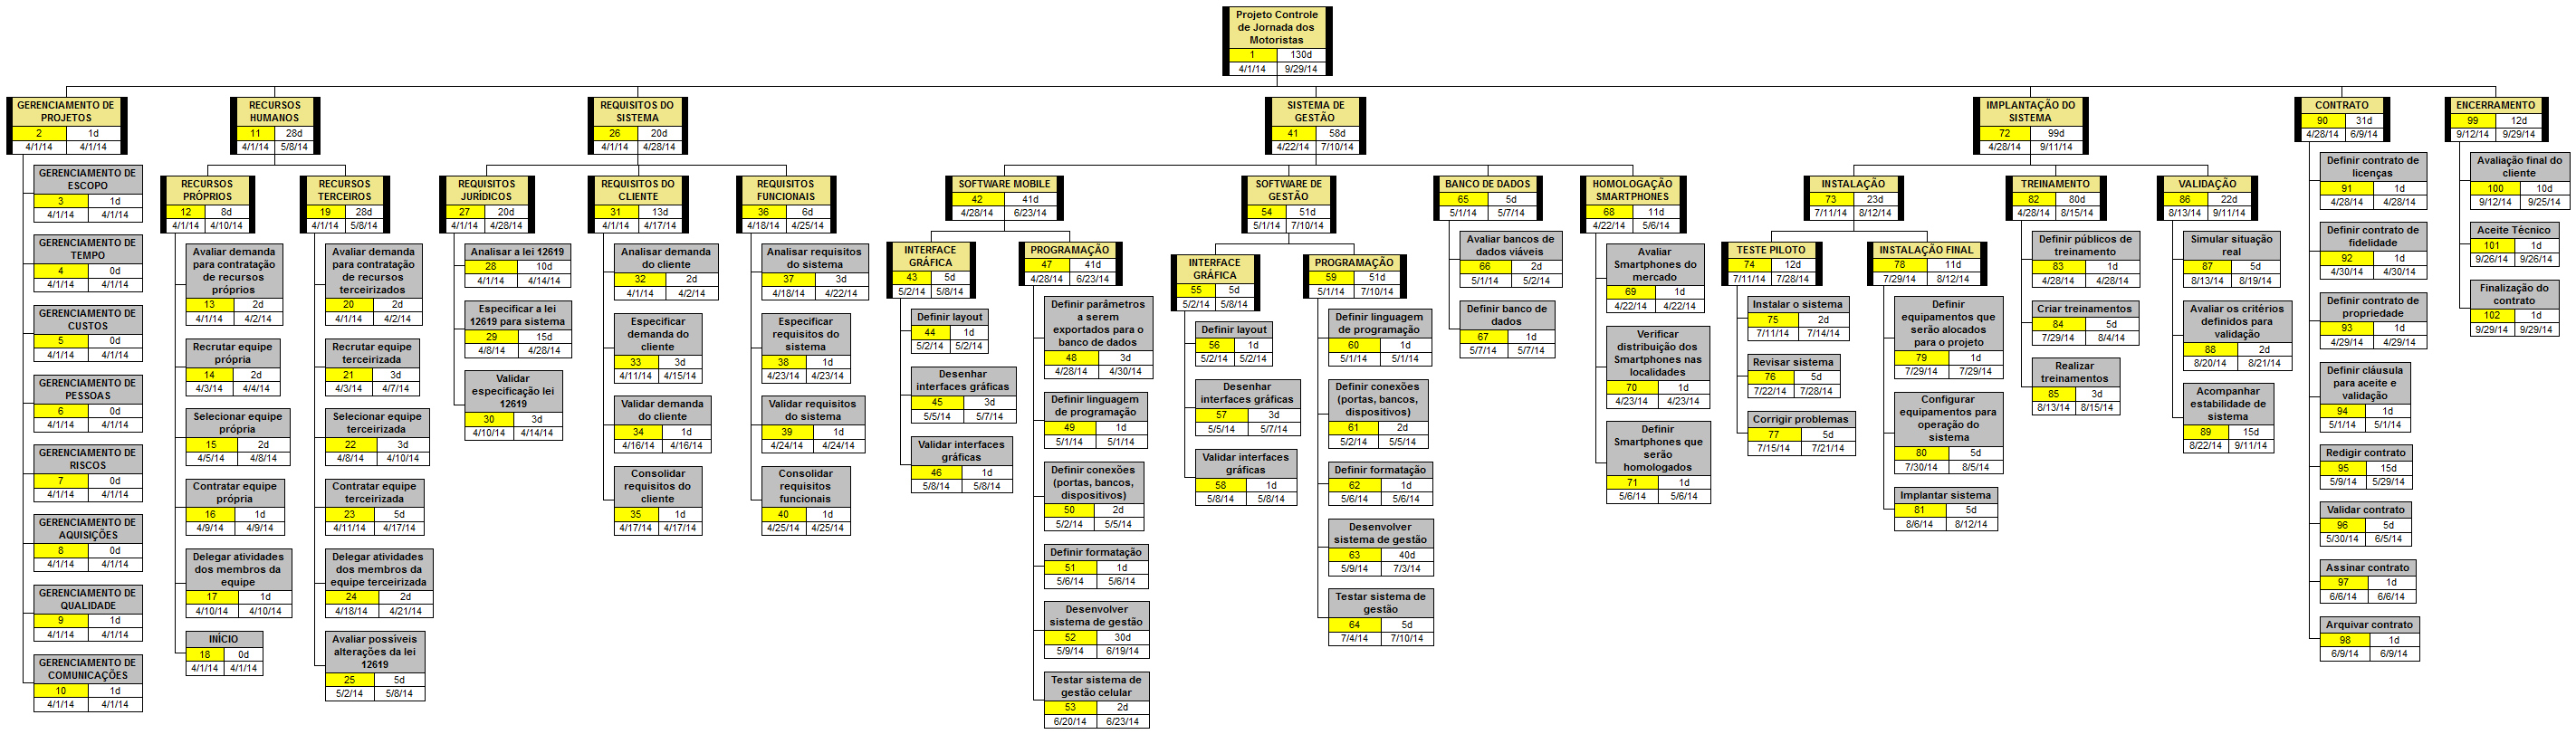 Projeto Controle
de Jornada dos
Motoristas
1 130d
4/1/14 9/29/14
GERENCIAMENTO DE
PROJETOS
2 1d
4/1/14 4/1/14
GERENCIAMENTO DE
ESCOPO
3 1d
4/1/14 4/1/14
GERENCIAMENTO DE
TEMPO
4 0d
4/1/14 4/1/14
GERENCIAMENTO DE
CUSTOS
5 0d
4/1/14 4/1/14
GERENCIAMENTO DE
PESSOAS
6 0d
4/1/14 4/1/14
GERENCIAMENTO DE
RISCOS
7 0d
4/1/14 4/1/14
GERENCIAMENTO DE
AQUISIÇÕES
8 0d
4/1/14 4/1/14
GERENCIAMENTO DE
QUALIDADE
9 1d
4/1/14 4/1/14
GERENCIAMENTO DE
COMUNICAÇÕES
10 1d
4/1/14 4/1/14
RECURSOS
HUMANOS
11 28d
4/1/14 5/8/14
RECURSOS
PRÓPRIOS
12 8d
4/1/14 4/10/14
Avaliar demanda
para contratação
de recursos
próprios
13 2d
4/1/14 4/2/14
Recrutar equipe
própria
14 2d
4/3/14 4/4/14
Selecionar equipe
própria
15 2d
4/5/14 4/8/14
Contratar equipe
própria
16 1d
4/9/14 4/9/14
Delegar atividades
dos membros da
equipe
17 1d
4/10/14 4/10/14
INÍCIO
18 0d
4/1/14 4/1/14
RECURSOS
TERCEIROS
19 28d
4/1/14 5/8/14
Avaliar demanda
para contratação
de recursos
terceirizados
20 2d
4/1/14 4/2/14
Recrutar equipe
terceirizada
21 3d
4/3/14 4/7/14
Selecionar equipe
terceirizada
22 3d
4/8/14 4/10/14
Contratar equipe
terceirizada
23 5d
4/11/14 4/17/14
Delegar atividades
dos membros da
equipe terceirizada
24 2d
4/18/14 4/21/14
Avaliar possíveis
alterações da lei
12619
25 5d
5/2/14 5/8/14
REQUISITOS DO
SISTEMA
26 20d
4/1/14 4/28/14
REQUISITOS
JURÍDICOS
27 20d
4/1/14 4/28/14
Analisar a lei 12619
28 10d
4/1/14 4/14/14
Especificar a lei
12619 para sistema
29 15d
4/8/14 4/28/14
Validar
especificação lei
12619
30 3d
4/10/14 4/14/14
REQUISITOS DO
CLIENTE
31 13d
4/1/14 4/17/14
Analisar demanda
do cliente
32 2d
4/1/14 4/2/14
Especificar
demanda do
cliente
33 3d
4/11/14 4/15/14
Validar demanda
do cliente
34 1d
4/16/14 4/16/14
Consolidar
requisitos do
cliente
35 1d
4/17/14 4/17/14
REQUISITOS
FUNCIONAIS
36 6d
4/18/14 4/25/14
Analisar requisitos
do sistema
37 3d
4/18/14 4/22/14
Especificar
requisitos do
sistema
38 1d
4/23/14 4/23/14
Validar requisitos
do sistema
39 1d
4/24/14 4/24/14
Consolidar
requisitos
funcionais
40 1d
4/25/14 4/25/14
SISTEMA DE
GESTÃO
41 58d
4/22/14 7/10/14
SOFTWARE MOBILE
42 41d
4/28/14 6/23/14
INTERFACE
GRÁFICA
43 5d
5/2/14 5/8/14
Definir layout
44 1d
5/2/14 5/2/14
Desenhar
interfaces gráficas
45 3d
5/5/14 5/7/14
Validar interfaces
gráficas
46 1d
5/8/14 5/8/14
PROGRAMAÇÃO
47 41d
4/28/14 6/23/14
Definir parâmetros
a serem
exportados para o
banco de dados
48 3d
4/28/14 4/30/14
Definir linguagem
de programação
49 1d
5/1/14 5/1/14
Definir conexões
(portas, bancos,
dispositivos)
50 2d
5/2/14 5/5/14
Definir formatação
51 1d
5/6/14 5/6/14
Desenvolver
sistema de gestão
52 30d
5/9/14 6/19/14
Testar sistema de
gestão celular
53 2d
6/20/14 6/23/14
SOFTWARE DE
GESTÃO
54 51d
5/1/14 7/10/14
INTERFACE
GRÁFICA
55 5d
5/2/14 5/8/14
Definir layout
56 1d
5/2/14 5/2/14
Desenhar
interfaces gráficas
57 3d
5/5/14 5/7/14
Validar interfaces
gráficas
58 1d
5/8/14 5/8/14
PROGRAMAÇÃO
59 51d
5/1/14 7/10/14
Definir linguagem
de programação
60 1d
5/1/14 5/1/14
Definir conexões
(portas, bancos,
dispositivos)
61 2d
5/2/14 5/5/14
Definir formatação
62 1d
5/6/14 5/6/14
Desenvolver
sistema de gestão
63 40d
5/9/14 7/3/14
Testar sistema de
gestão
64 5d
7/4/14 7/10/14
BANCO DE DADOS
65 5d
5/1/14 5/7/14
Avaliar bancos de
dados viáveis
66 2d
5/1/14 5/2/14
Definir banco de
dados
67 1d
5/7/14 5/7/14
HOMOLOGAÇÃO
SMARTPHONES
68 11d
4/22/14 5/6/14
Avaliar
Smartphones do
mercado
69 1d
4/22/14 4/22/14
Verificar
distribuição dos
Smartphones nas
localidades
70 1d
4/23/14 4/23/14
Definir
Smartphones que
serão
homologados
71 1d
5/6/14 5/6/14
IMPLANTAÇÃO DO
SISTEMA
72 99d
4/28/14 9/11/14
INSTALAÇÃO
73 23d
7/11/14 8/12/14
TESTE PILOTO
74 12d
7/11/14 7/28/14
Instalar o sistema
75 2d
7/11/14 7/14/14
Revisar sistema
76 5d
7/22/14 7/28/14
Corrigir problemas
77 5d
7/15/14 7/21/14
INSTALAÇÃO FINAL
78 11d
7/29/14 8/12/14
Definir
equipamentos que
serão alocados
para o projeto
79 1d
7/29/14 7/29/14
Configurar
equipamentos para
operação do
sistema
80 5d
7/30/14 8/5/14
Implantar sistema
81 5d
8/6/14 8/12/14
TREINAMENTO
82 80d
4/28/14 8/15/14
Definir públicos de
treinamento
83 1d
4/28/14 4/28/14
Criar treinamentos
84 5d
7/29/14 8/4/14
Realizar
treinamentos
85 3d
8/13/14 8/15/14
VALIDAÇÃO
86 22d
8/13/14 9/11/14
Simular situação
real
87 5d
8/13/14 8/19/14
Avaliar os critérios
definidos para
validação
88 2d
8/20/14 8/21/14
Acompanhar
estabilidade de
sistema
89 15d
8/22/14 9/11/14
CONTRATO
90 31d
4/28/14 6/9/14
Definir contrato de
licenças
91 1d
4/28/14 4/28/14
Definir contrato de
fidelidade
92 1d
4/30/14 4/30/14
Definir contrato de
propriedade
93 1d
4/29/14 4/29/14
Definir cláusula
para aceite e
validação
94 1d
5/1/14 5/1/14
Redigir contrato
95 15d
5/9/14 5/29/14
Validar contrato
96 5d
5/30/14 6/5/14
Assinar contrato
97 1d
6/6/14 6/6/14
Arquivar contrato
98 1d
6/9/14 6/9/14
ENCERRAMENTO
99 12d
9/12/14 9/29/14
Avaliação final do
cliente
100 10d
9/12/14 9/25/14
Aceite Técnico
101 1d
9/26/14 9/26/14
Finalização do
contrato
102 1d
9/29/14 9/29/14